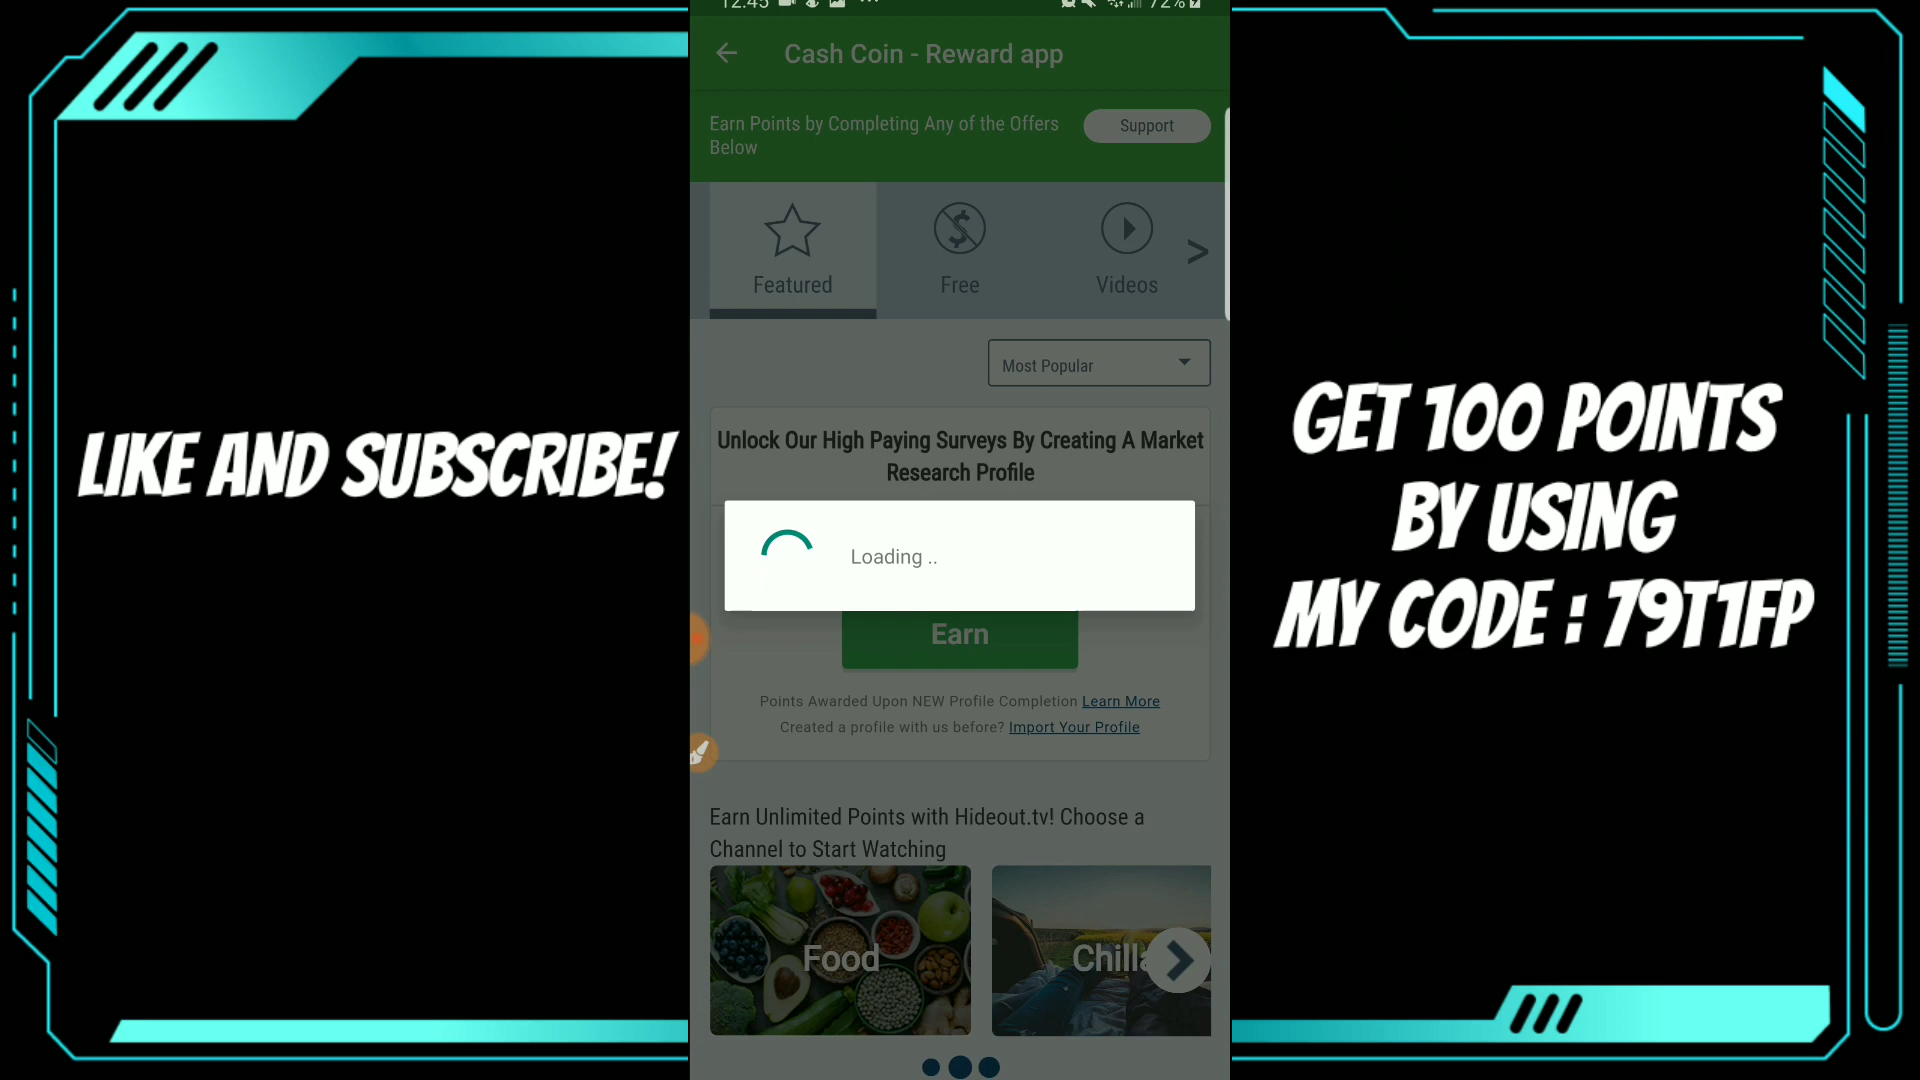 12:45
72%
Cash Coin - Reward app
Earn Points by Completing Any of the Offers
Below
Support
Featured
Free
Videos
>
Most Popular
Unlock Our High Paying Surveys By Creating A Market
Research Profile
Loading ..
Earn
Points Awarded Upon NEW Profile Completion Learn More
Created a profile with us before? Import Your Profile
Earn Unlimited Points with Hideout.tv! Choose a
Channel to Start Watching
Food
LIKE AND SUBSCRIBE!
GET 100 POINTS
BY USING
MY CODE : 79T1FP